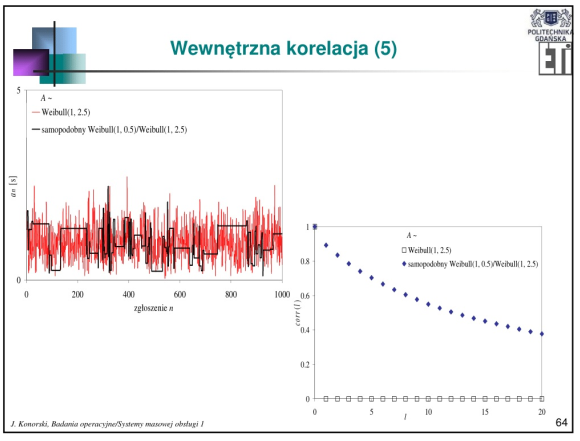 Wewnętrzna korelacja (5)
POLITECHNIKA
GDAŃSKA
ETI
5
A ~
Weibull(1, 2.5)
samopodobny Weibull(1, 0.5)/Weibull(1, 2.5)
an [s]
0
0 200 400 600 800 1000
zgłoszenie n
A ~
Weibull(1, 2.5)
samopodobny Weibull(1, 0.5)/Weibull(1, 2.5)
1
0.8
0.6
0.4
0.2
0
corr(l)
0 5 10 15 20
l
J. Konorski, Badania operacyjne/Systemy masowej obsługi 1
64